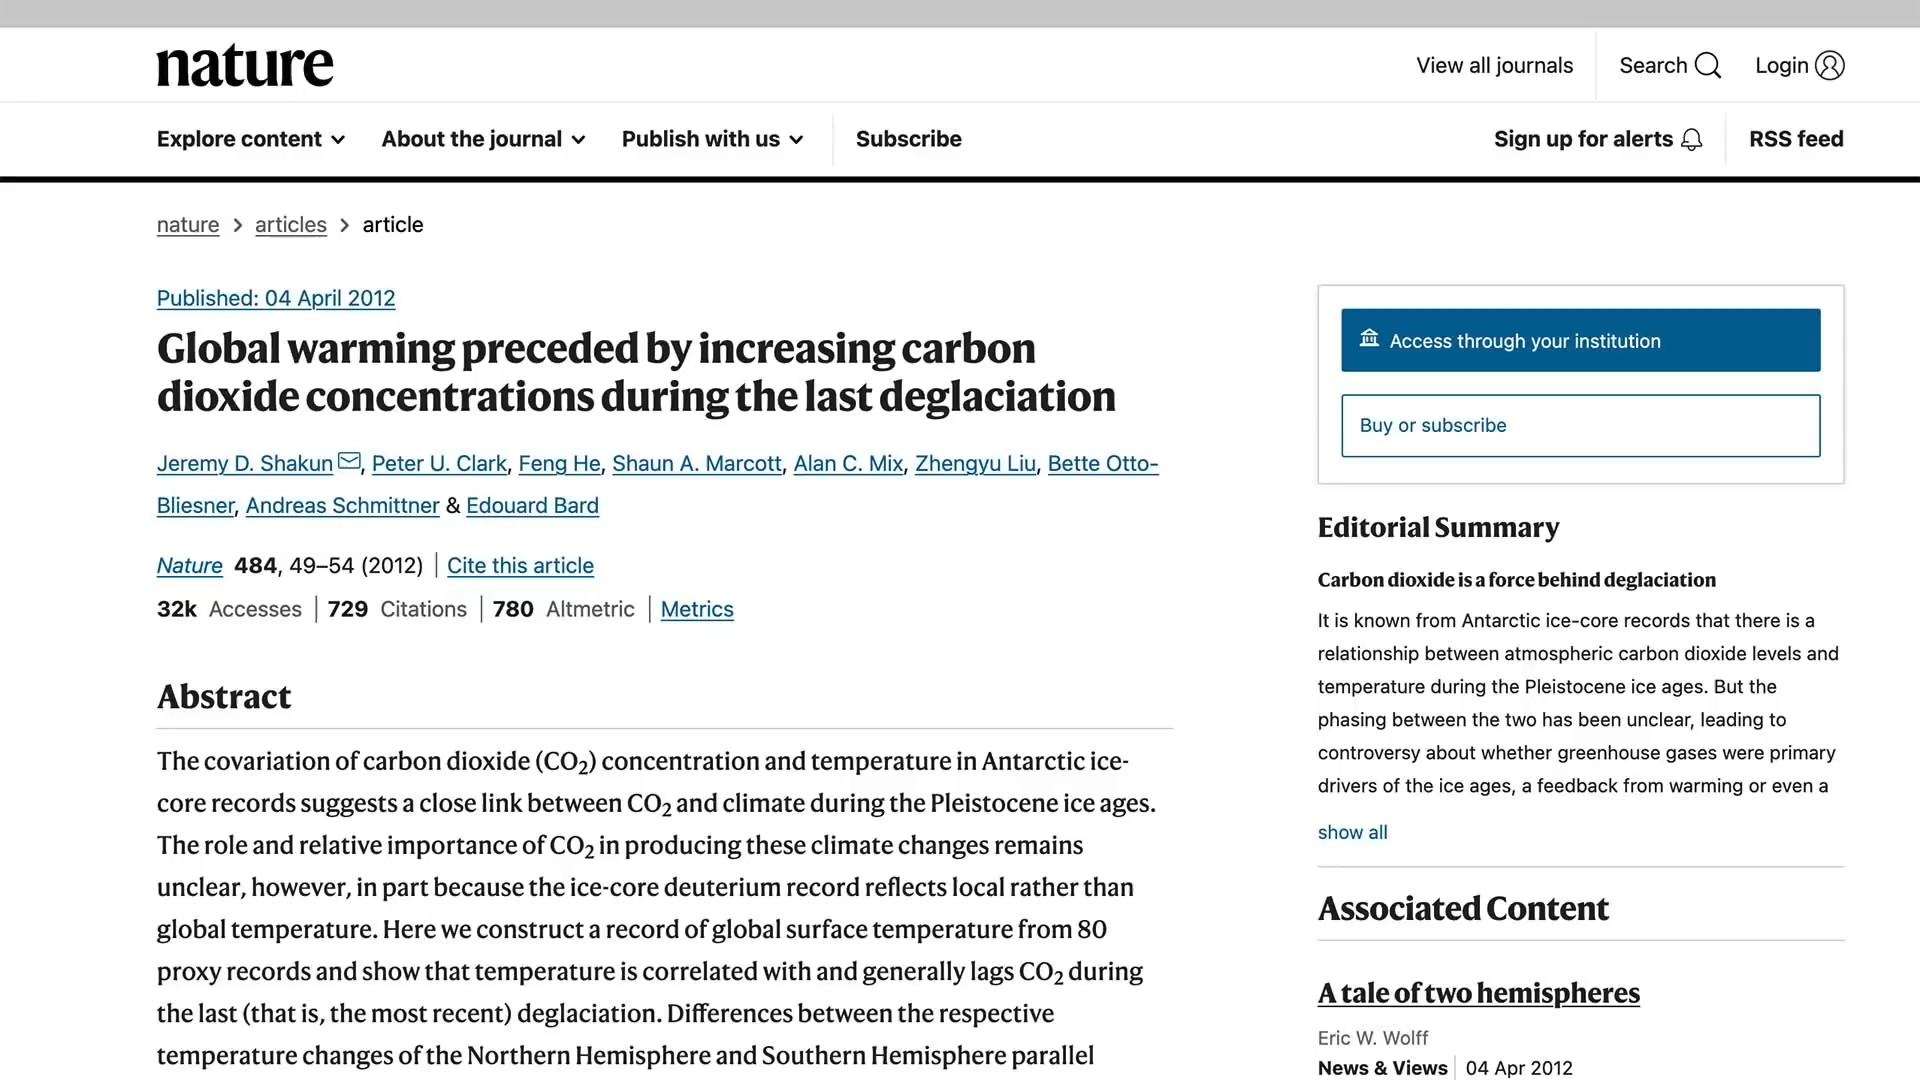 nature
View all journals
Search
Login
Explore content
About the journal
Publish with us
Subscribe
Sign up for alerts
RSS feed
nature > articles > article
Published: 04 April 2012
Global warming preceded by increasing carbon
dioxide concentrations during the last deglaciation
Jeremy D. Shakun, Peter U. Clark, Feng He, Shaun A. Marcott, Alan C. Mix, Zhengyu Liu, Bette Otto-
Bliesner, Andreas Schmittner & Edouard Bard
Nature 484, 49–54 (2012) | Cite this article
32k Accesses | 729 Citations | 780 Altmetric | Metrics
Abstract
The covariation of carbon dioxide (CO2) concentration and temperature in Antarctic ice-
core records suggests a close link between CO2 and climate during the Pleistocene ice ages.
The role and relative importance of CO2 in producing these climate changes remains
unclear, however, in part because the ice-core deuterium record reflects local rather than
global temperature. Here we construct a record of global surface temperature from 80
proxy records and show that temperature is correlated with and generally lags CO2 during
the last (that is, the most recent) deglaciation. Differences between the respective
temperature changes of the Northern Hemisphere and Southern Hemisphere parallel
Access through your institution
Buy or subscribe
Editorial Summary
Carbon dioxide is a force behind deglaciation
It is known from Antarctic ice-core records that there is a
relationship between atmospheric carbon dioxide levels and
temperature during the Pleistocene ice ages. But the
phasing between the two has been unclear, leading to
controversy about whether greenhouse gases were primary
drivers of the ice ages, a feedback from warming or even a
show all
Associated Content
A tale of two hemispheres
Eric W. Wolff
News & Views | 04 Apr 2012